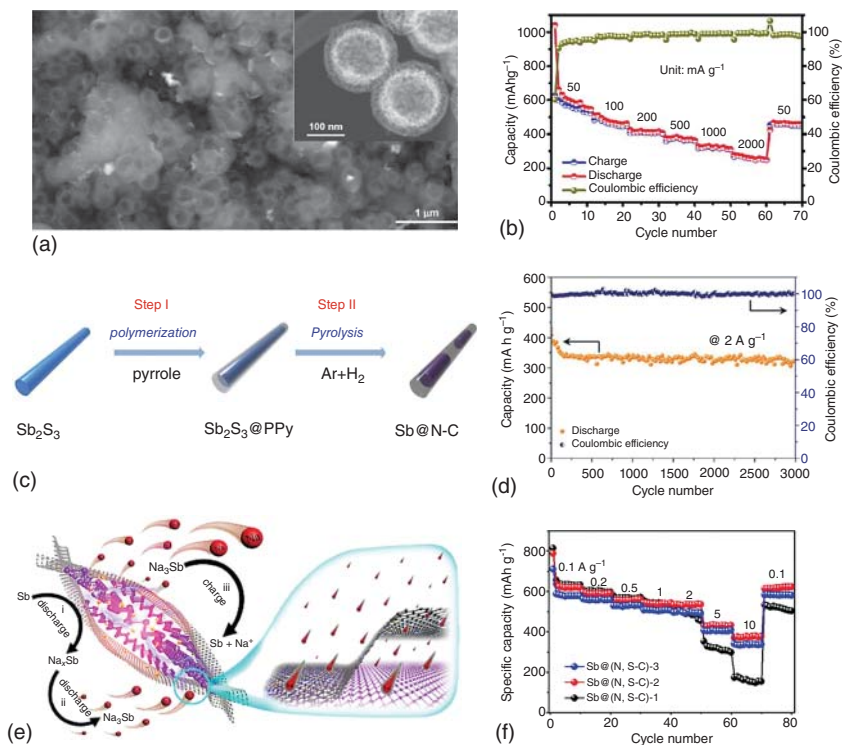 100 nm
1 μm
(a)
1000
800
600
400
200
0
Capacity (mAhg⁻¹)
Unit: mA g⁻¹
50
100
200
500
1000
2000
50
Charge
Discharge
Coulombic efficiency
100
80
60
40
20
0
Coulombic efficiency (%)
0 10 20 30 40 50 60 70
Cycle number
(b)
Step I
polymerization
pyrrole
Step II
Pyrolysis
Ar+H₂
Sb₂S₃
Sb₂S₃@PPy
Sb@N-C
(c)
600
500
400
300
200
100
0
Capacity (mA h g⁻¹)
@ 2 A g⁻¹
Discharge
Coulombic efficiency
100
80
60
40
20
0
Coulombic efficiency (%)
0 500 1000 1500 2000 2500 3000
Cycle number
(d)
Na₃Sb
charge
iii
Sb + Na⁺
Sb
discharge
i
NaₓSb
discharge
ii
Na₃Sb
(e)
800
600
400
200
0
Specific capacity (mAh g⁻¹)
0.1 A g⁻¹
0.2
0.5
1
2
5
10
0.1
Sb@(N, S-C)-3
Sb@(N, S-C)-2
Sb@(N, S-C)-1
0 20 40 60 80
Cycle number
(f)